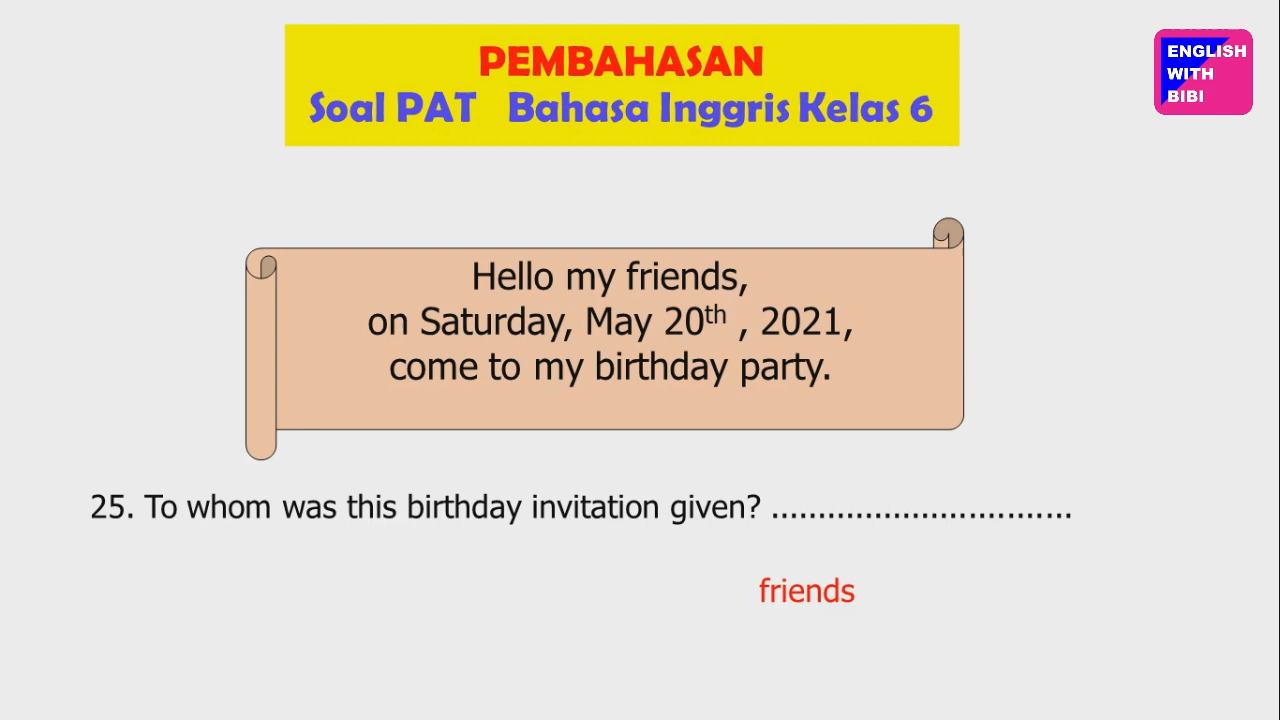 PEMBAHASAN
Soal PAT Bahasa Inggris Kelas 6
ENGLISH
WITH
BIBI
Hello my friends,
on Saturday, May 20th , 2021,
come to my birthday party.
25. To whom was this birthday invitation given? ................................
friends